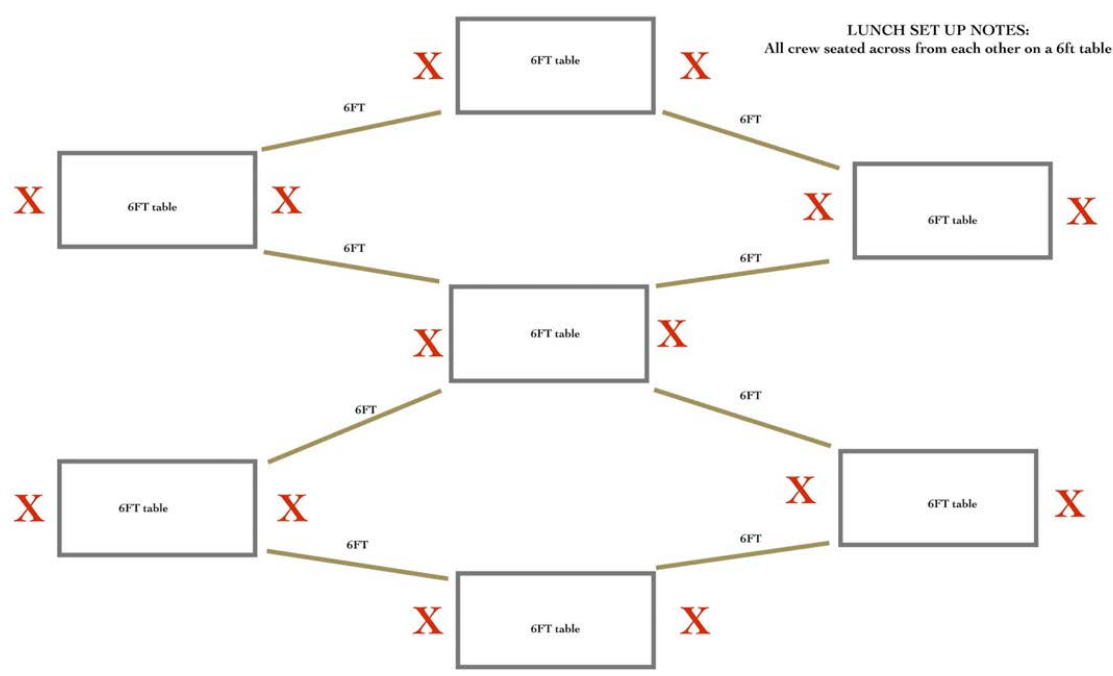 LUNCH SET UP NOTES:
All crew seated across from each other on a 6ft table
X
6FT table
X
6FT
6FT
X
6FT table
X
X
6FT table
X
6FT
6FT
X
6FT table
X
6FT
6FT
X
6FT table
X
X
6FT table
X
6FT
6FT
X
6FT table
X